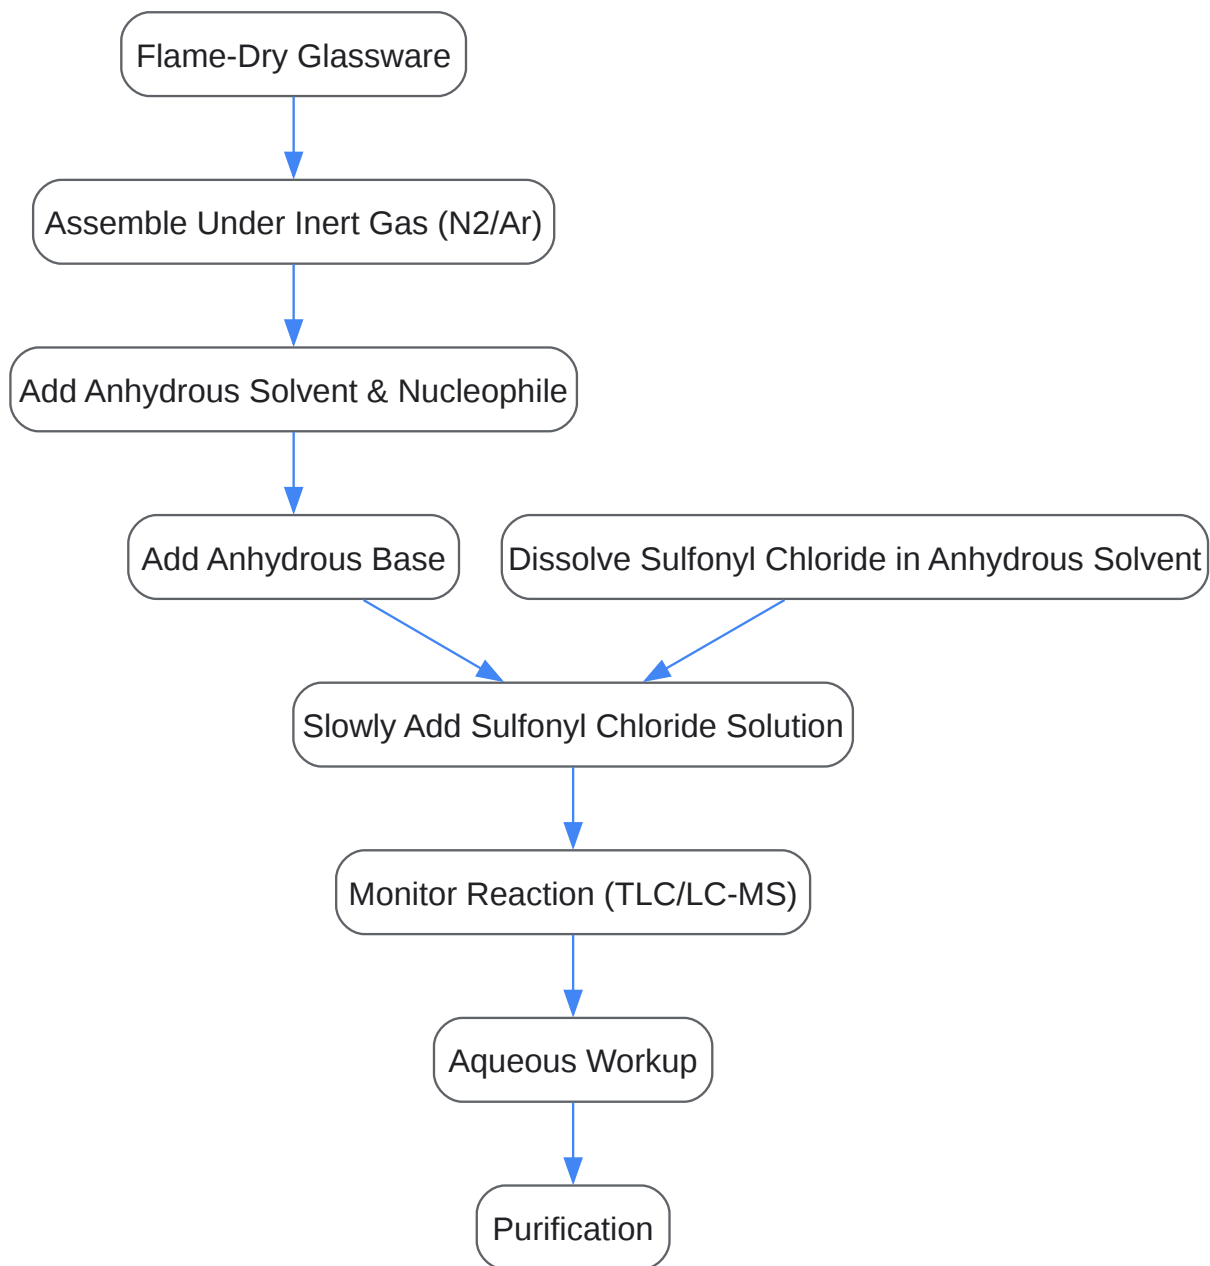 Flame-Dry Glassware
Assemble Under Inert Gas (N2/Ar)
Add Anhydrous Solvent & Nucleophile
Add Anhydrous Base
Dissolve Sulfonyl Chloride in Anhydrous Solvent
Slowly Add Sulfonyl Chloride Solution
Monitor Reaction (TLC/LC-MS)
Aqueous Workup
Purification